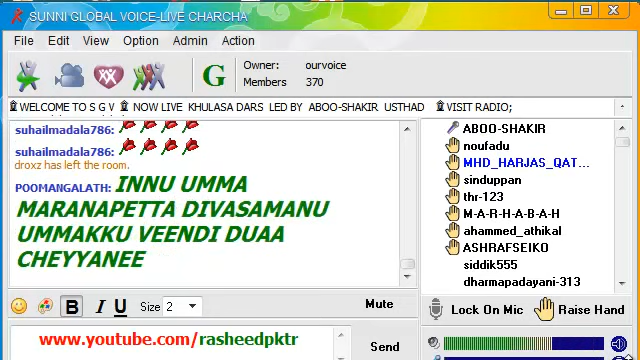 SUNNI GLOBAL VOICE-LIVE CHARCHA
File Edit View Option Admin Action
G
Owner: ourvoice
Members 370
WELCOME TO S G V NOW LIVE KHULASA DARS LED BY ABOO-SHAKIR USTHAD VISIT RADIO;
suhailmadala786:
suhailmadala786:
droxz has left the room.
POOMANGALATH: INNU UMMA
MARANAPETTA DIVASAMANU
UMMAKKU VEENDI DUAA
CHEYYANEE
ABOO-SHAKIR
noufadu
MHD_HARJAS_QAT...
sinduppan
thr-123
M-A-R-H-A-B-A-H
ahammed_athikal
ASHRAFSEIKO
siddik555
dharmapadayani-313
B I U Size 2 Mute
Lock On Mic Raise Hand
www.youtube.com/rasheedpktr
Send